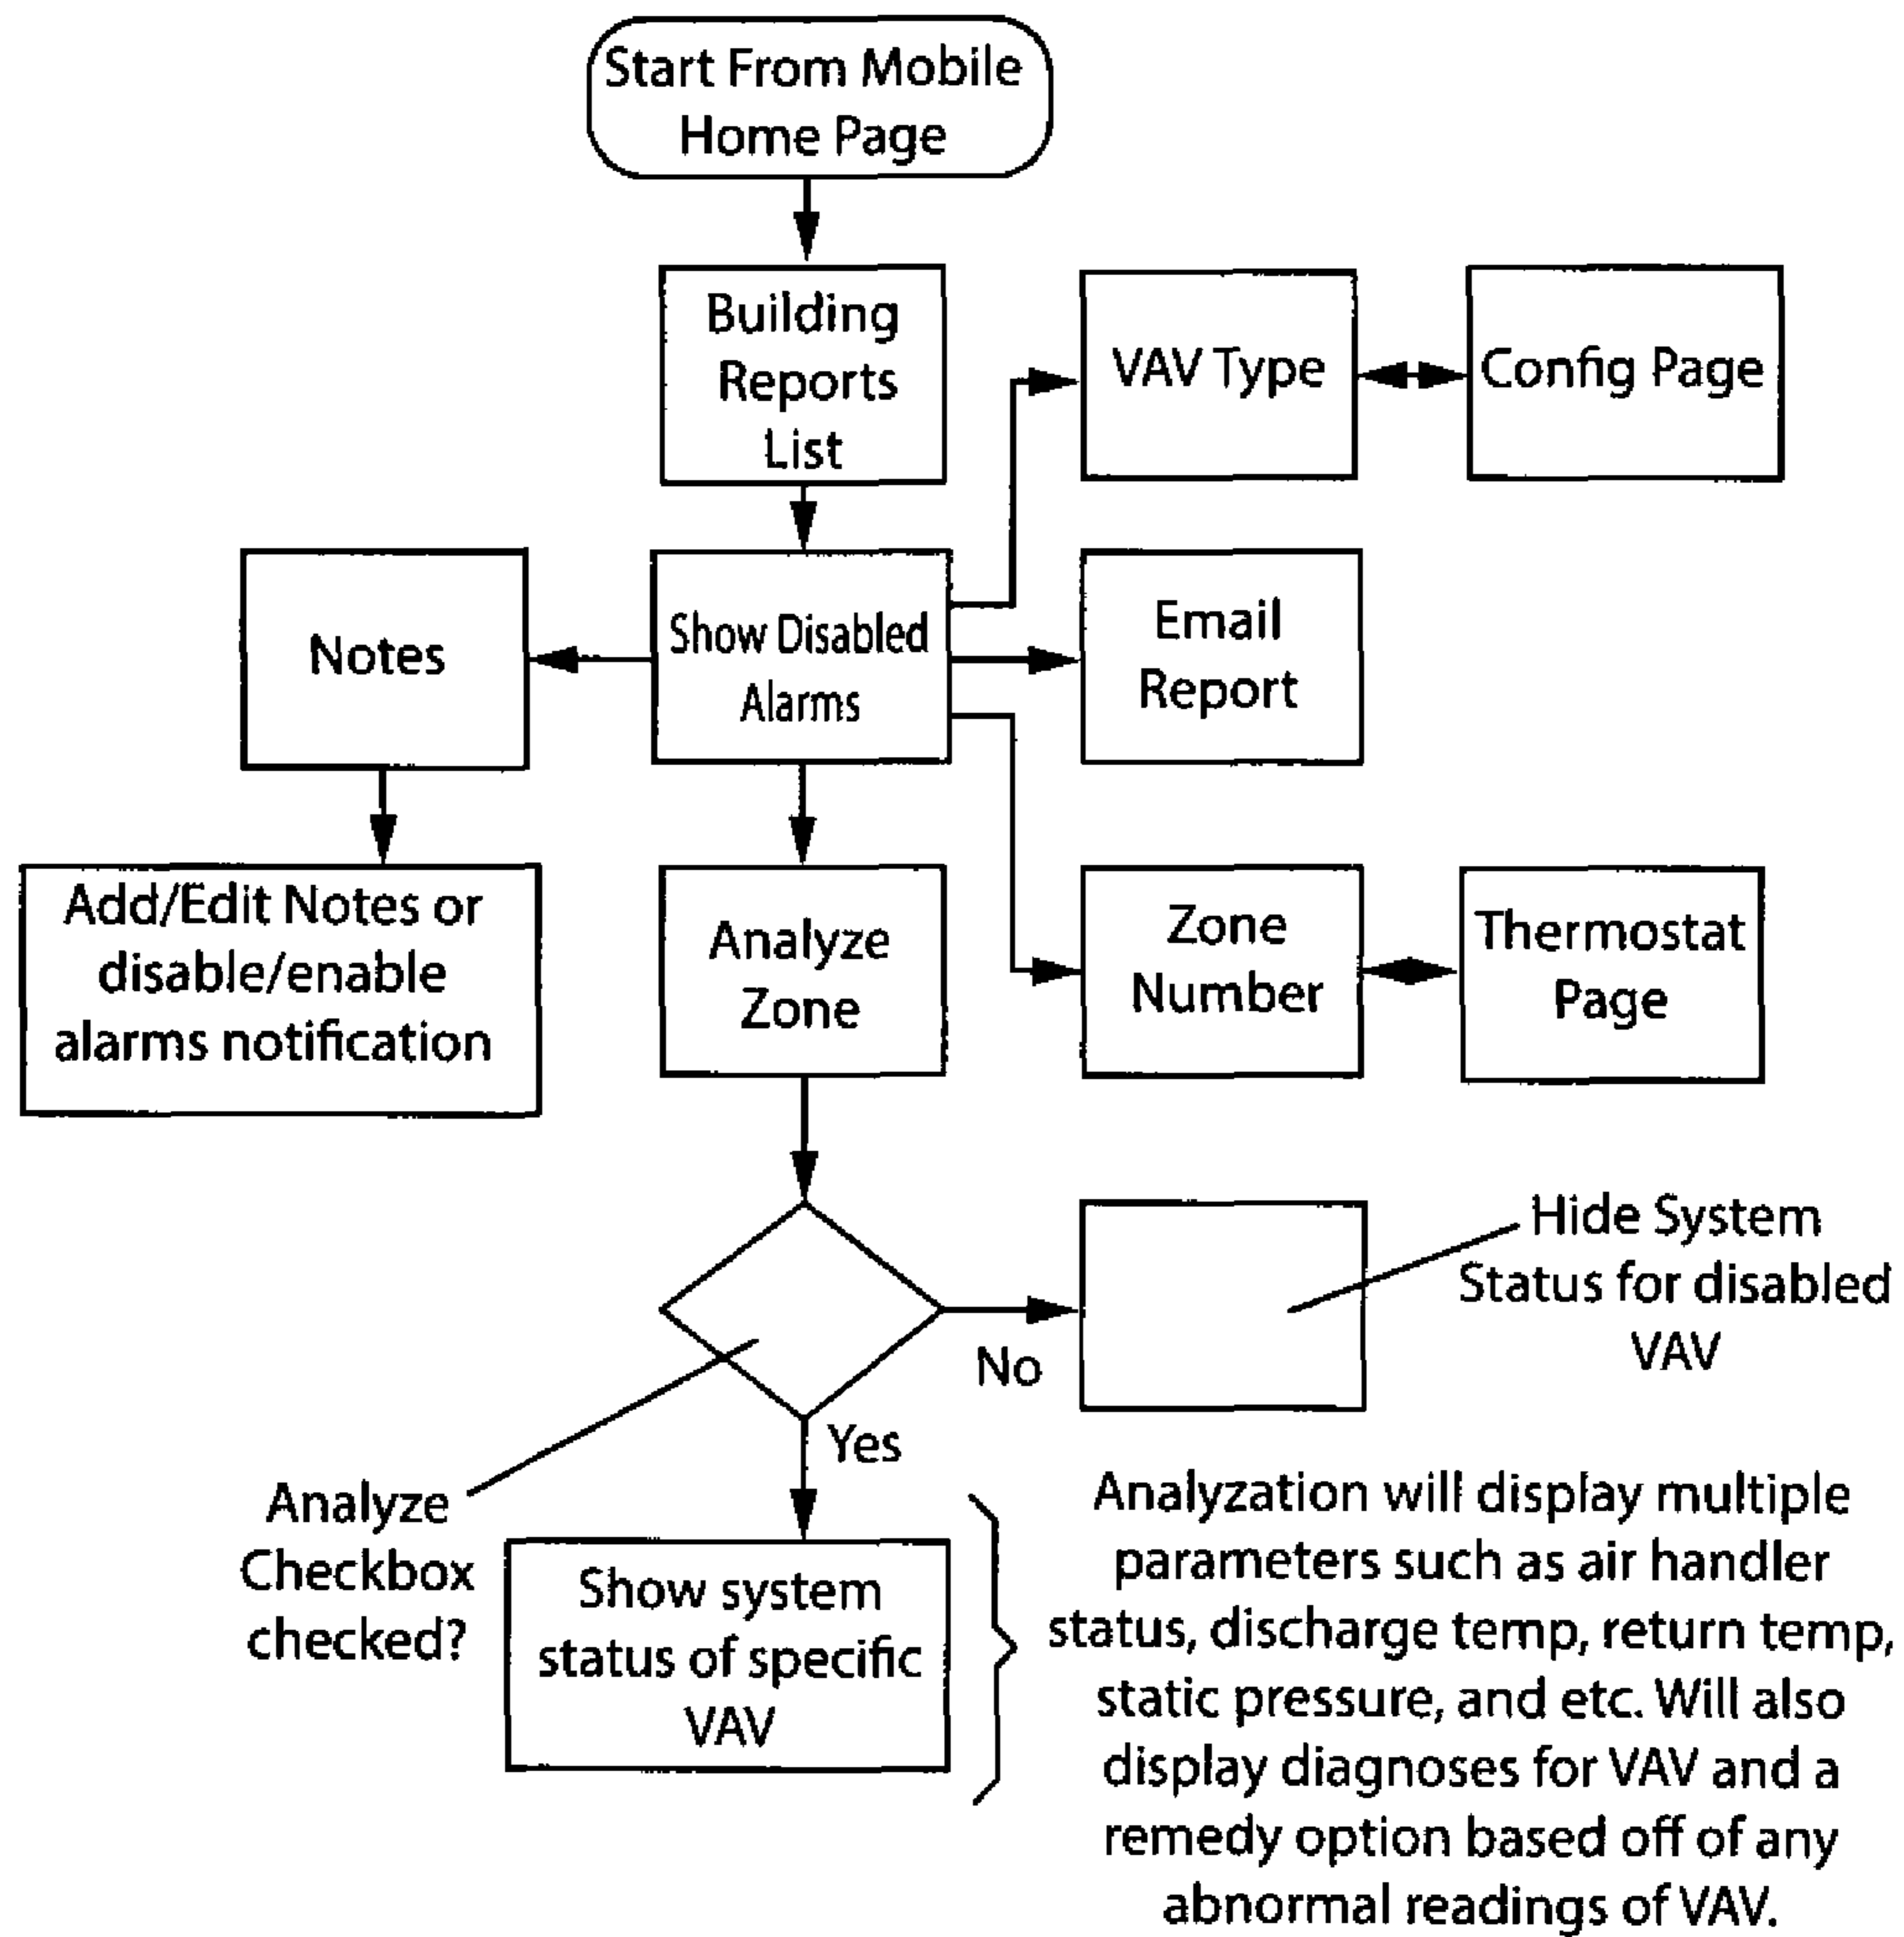 Start From Mobile
Home Page
Building
Reports
List
VAV Type
Config Page
Notes
Show Disabled
Alarms
Email
Report
Add/Edit Notes or
disable/enable
alarms notification
Analyze
Zone
Zone
Number
Thermostat
Page
Hide System
Status for disabled
VAV
No
Yes
Analyze
Checkbox
checked?
Show system
status of specific
VAV
Analyzation will display multiple
parameters such as air handler
status, discharge temp, return temp,
static pressure, and etc. Will also
display diagnoses for VAV and a
remedy option based off of any
abnormal readings of VAV.